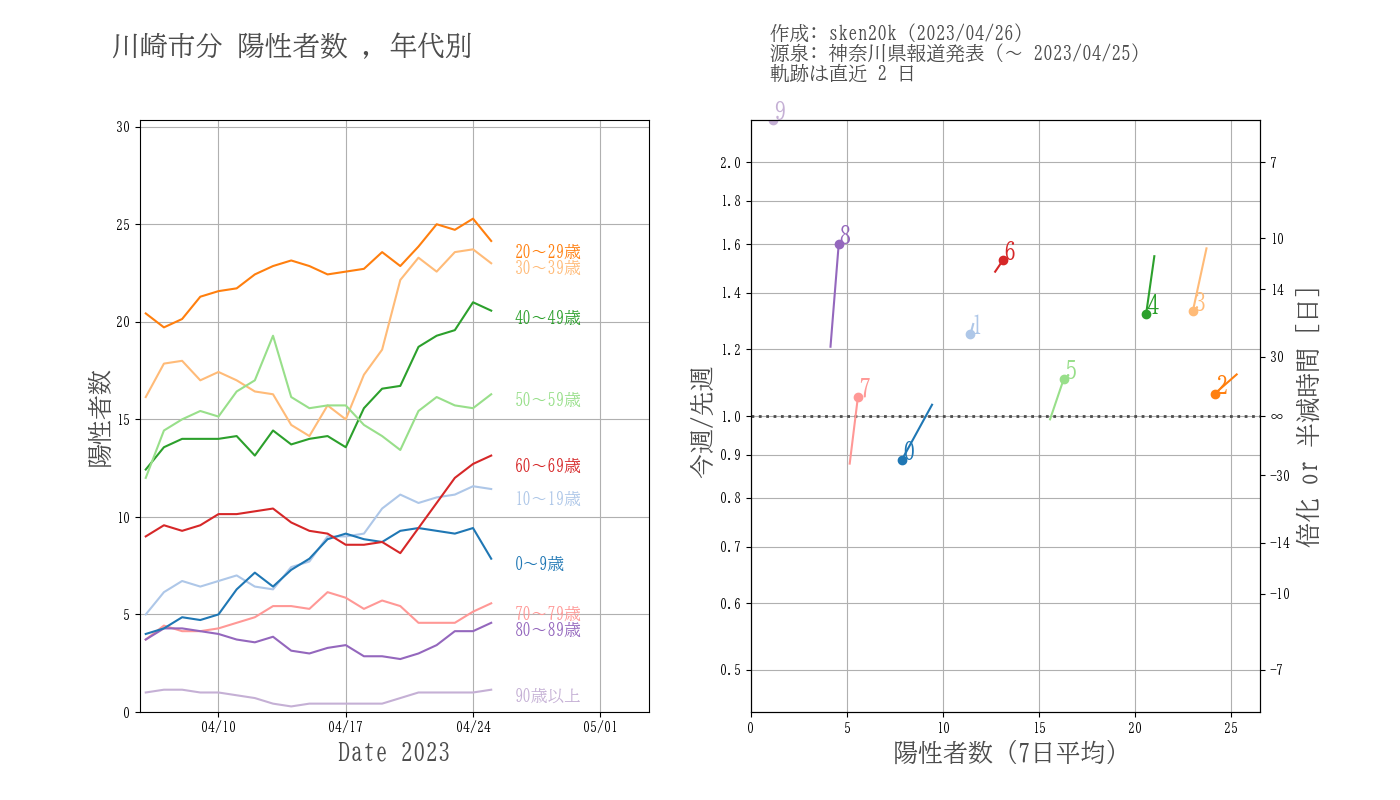 川崎市分 陽性者数 , 年代別
作成: sken20k (2023/04/26)
源泉: 神奈川県報道発表 (〜 2023/04/25)
軌跡は直近 2 日
30
25
20
15
10
5
0
陽性者数
04/10
04/17
04/24
05/01
Date 2023
20〜29歳
30〜39歳
40〜49歳
50〜59歳
60〜69歳
10〜19歳
0〜9歳
70〜79歳
80〜89歳
90歳以上
2.0
1.8
1.6
1.4
1.2
1.0
0.9
0.8
0.7
0.6
0.5
今週/先週
9
8
6
4
3
1
5
7
2
0
0
5
10
15
20
25
陽性者数 (7日平均)
7
10
14
30
∞
−30
−14
−10
−7
倍化 or 半減時間 [日]